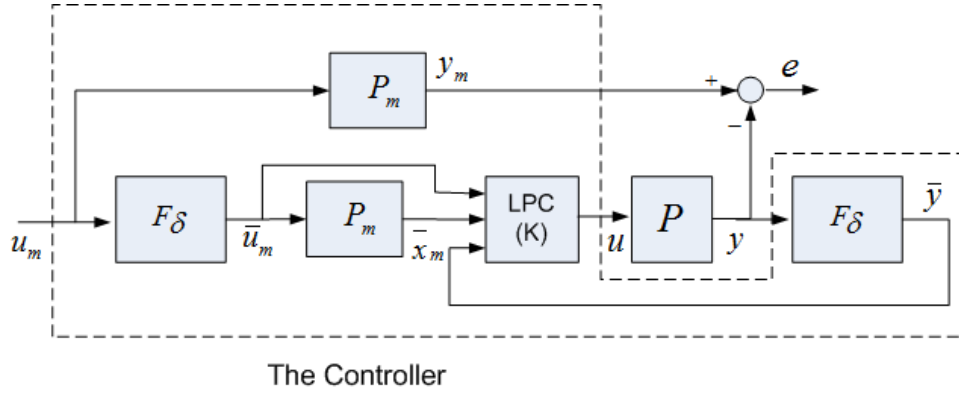 y_m
e
P_m
+
−
F_δ
P_m
LPC
(K)
P
F_δ
ȳ
u_m
ū_m
x̄_m
u
y
The Controller